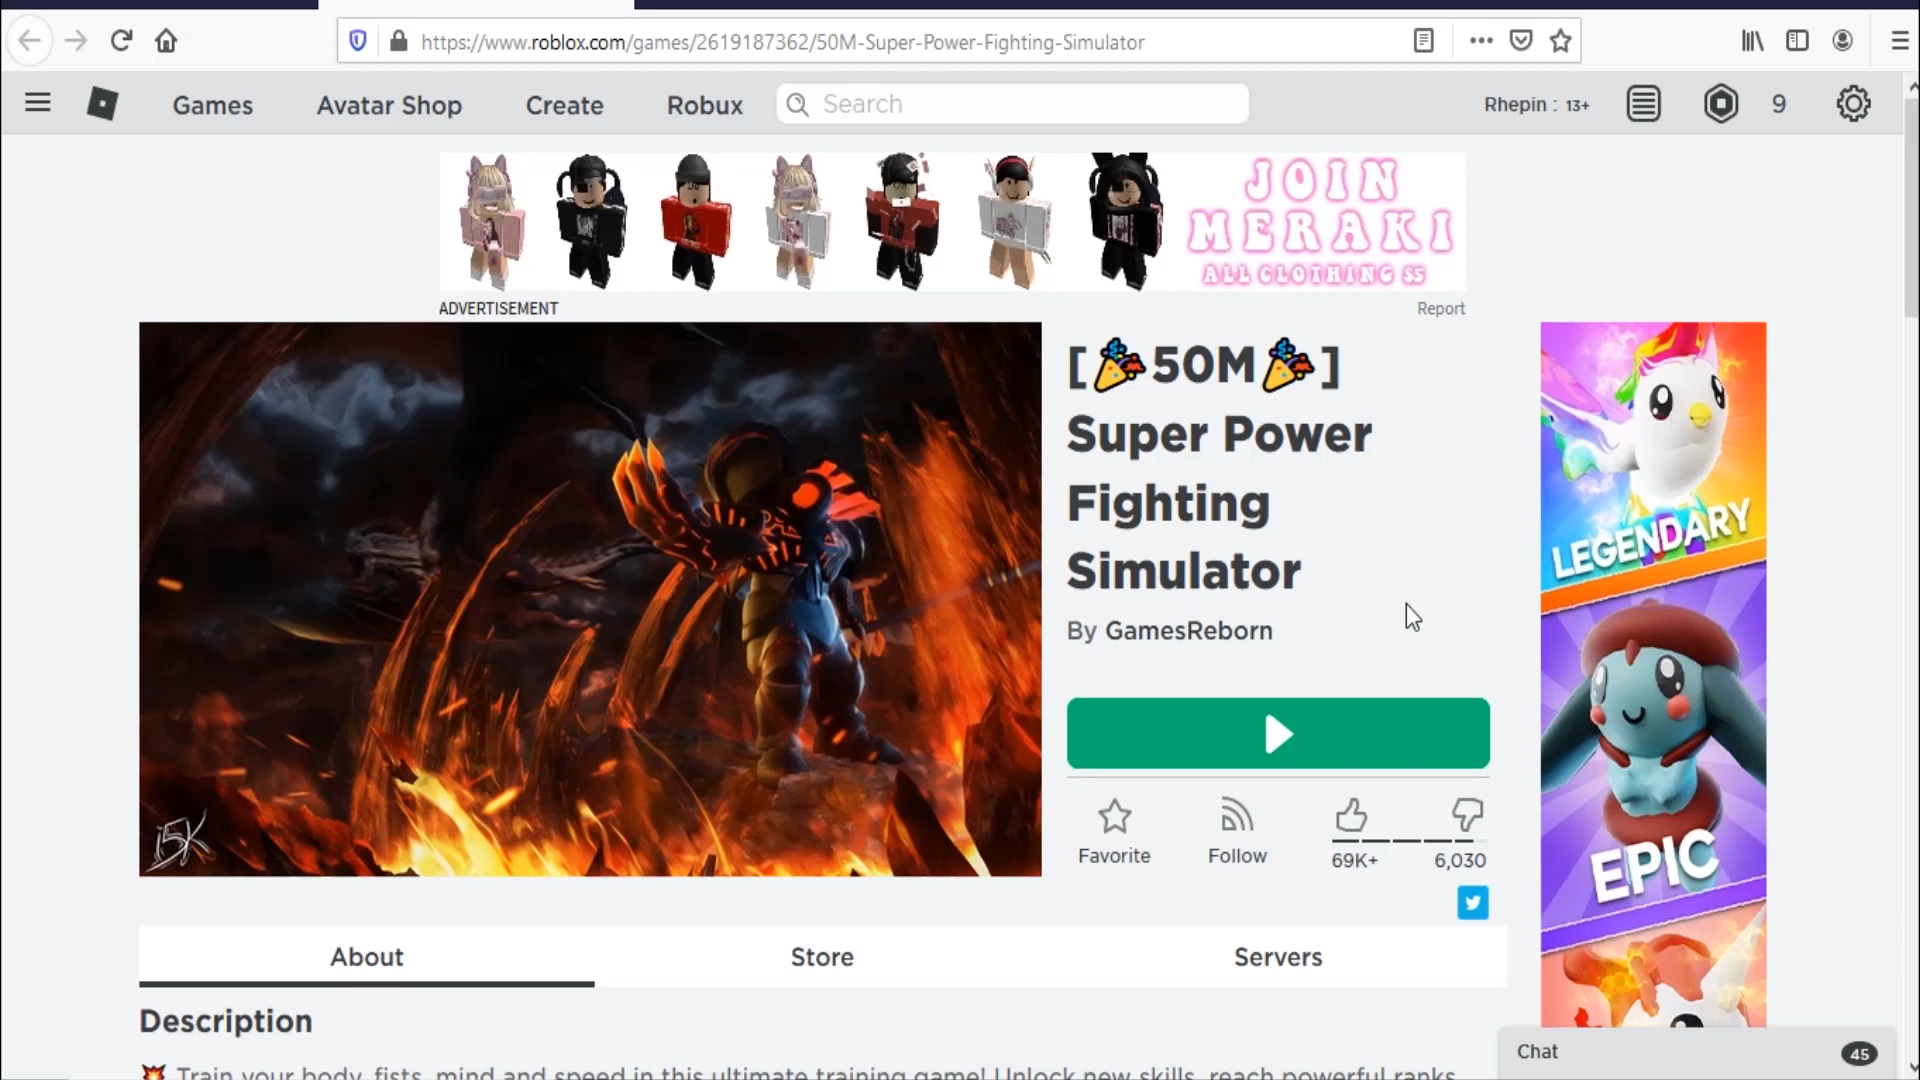 https://www.roblox.com/games/2619187362/50M-Super-Power-Fighting-Simulator
Games
Avatar Shop
Create
Robux
Search
Rhepin : 13+
9
JOIN
MERAKI
ALL CLOTHING $5
ADVERTISEMENT
Report
[🎉50M🎉]
Super Power
Fighting
Simulator
By GamesReborn
Favorite
Follow
69K+
6,030
i5K
LEGENDARY
EPIC
About
Store
Servers
Description
💥 Train your body, fists, mind and speed in this ultimate training game! Unlock new skills, reach powerful ranks
Chat
45